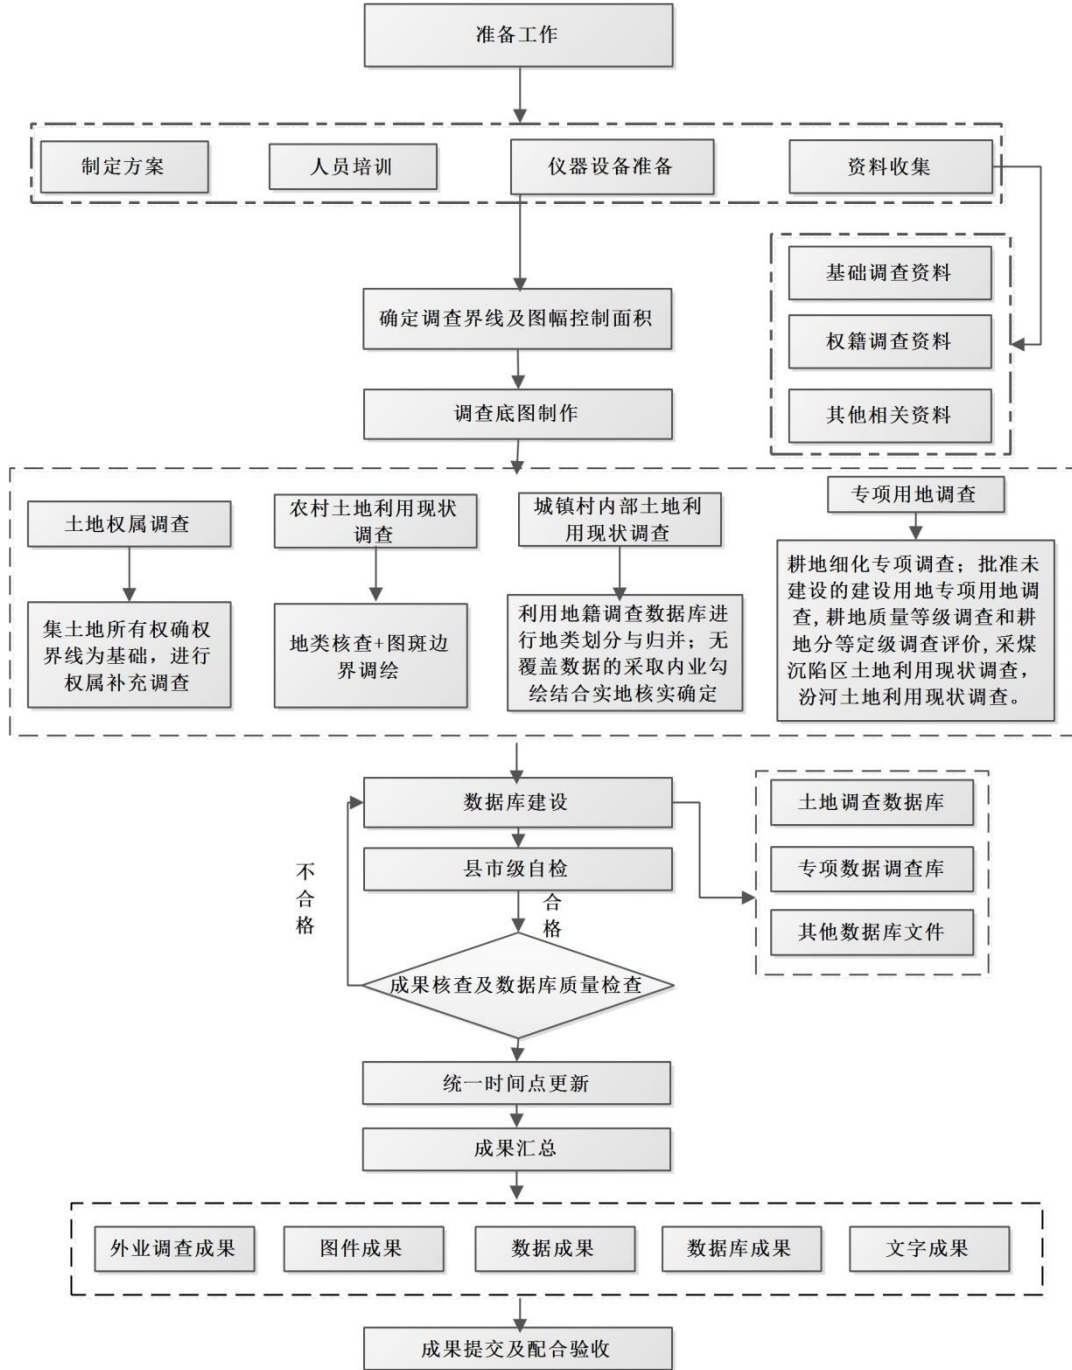 准备工作
制定方案
人员培训
仪器设备准备
资料收集
基础调查资料
权籍调查资料
其他相关资料
确定调查界线及图幅控制面积
调查底图制作
土地权属调查
农村土地利用现状
调查
城镇村内部土地利
用现状调查
专项用地调查
集土地所有权确权
界线为基础，进行
权属补充调查
地类核查+图斑边
界调绘
利用地籍调查数据库进
行地类划分与归并；无
覆盖数据的采取内业勾
绘结合实地核实确定
耕地细化专项调查；批准未
建设的建设用地专项用地调
查,耕地质量等级调查和耕
地分等定级调查评价,采煤
沉陷区土地利用现状调查，
汾河土地利用现状调查。
数据库建设
土地调查数据库
专项数据调查库
其他数据库文件
县市级自检
不合格
合格
成果核查及数据库质量检查
统一时间点更新
成果汇总
外业调查成果
图件成果
数据成果
数据库成果
文字成果
成果提交及配合验收